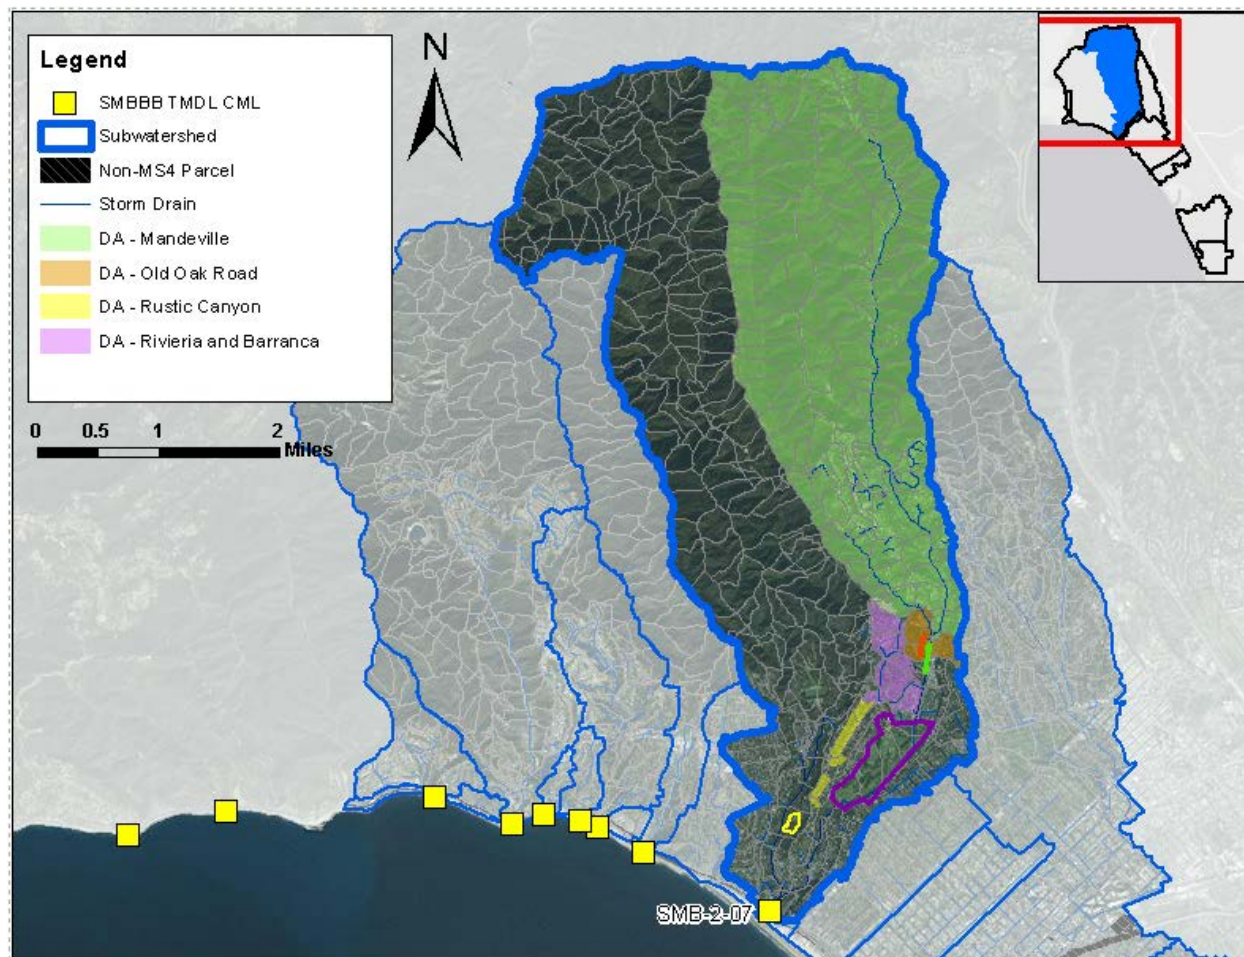 Legend
SMBBB TMDL CML
Subwatershed
Non-MS4 Parcel
Storm Drain
DA - Mandeville
DA - Old Oak Road
DA - Rustic Canyon
DA - Rivieria and Barranca
N
0 0.5 1 2
Miles
SMB-2-07